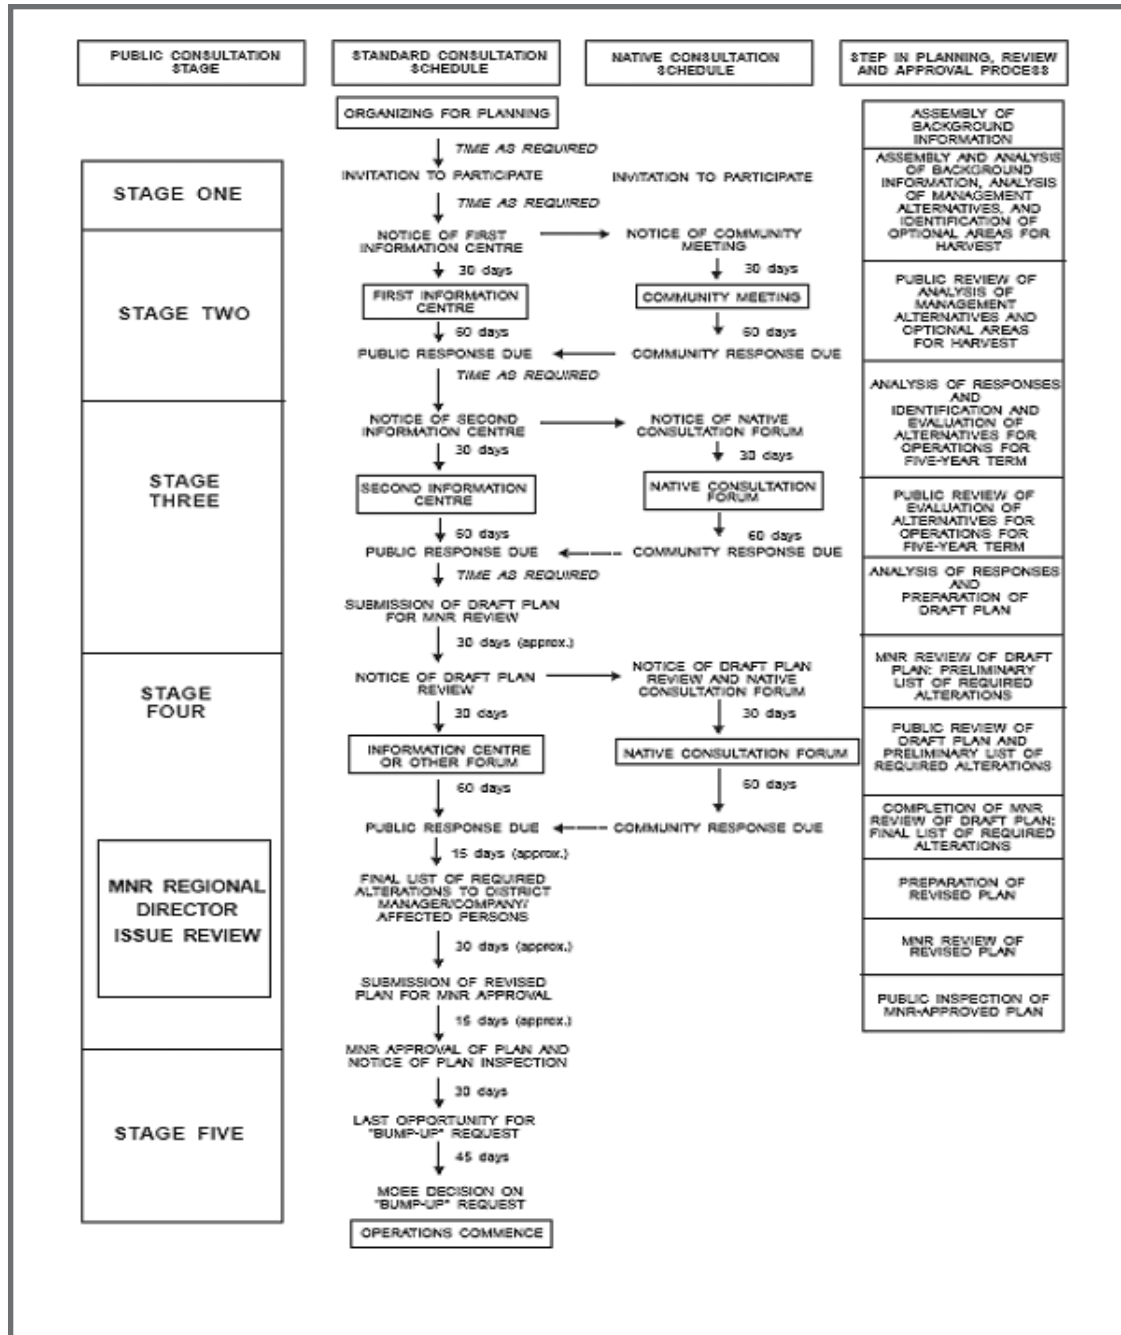 PUBLIC CONSULTATION
STAGE
STANDARD CONSULTATION
SCHEDULE
NATIVE CONSULTATION
SCHEDULE
STEP IN PLANNING, REVIEW
AND APPROVAL PROCESS
STAGE ONE
STAGE TWO
STAGE
THREE
STAGE
FOUR
MNR REGIONAL
DIRECTOR
ISSUE REVIEW
STAGE FIVE
ORGANIZING FOR PLANNING
TIME AS REQUIRED
INVITATION TO PARTICIPATE
TIME AS REQUIRED
NOTICE OF FIRST
INFORMATION CENTRE
30 days
FIRST INFORMATION
CENTRE
60 days
PUBLIC RESPONSE DUE
TIME AS REQUIRED
NOTICE OF SECOND
INFORMATION CENTRE
30 days
SECOND INFORMATION
CENTRE
60 days
PUBLIC RESPONSE DUE
TIME AS REQUIRED
SUBMISSION OF DRAFT PLAN
FOR MNR REVIEW
30 days (approx.)
NOTICE OF DRAFT PLAN
REVIEW
30 days
INFORMATION CENTRE
OR OTHER FORUM
60 days
PUBLIC RESPONSE DUE
15 days (approx.)
FINAL LIST OF REQUIRED
ALTERATIONS TO DISTRICT
MANAGER/COMPANY/
AFFECTED PERSONS
30 days (approx.)
SUBMISSION OF REVISED
PLAN FOR MNR APPROVAL
15 days (approx.)
MNR APPROVAL OF PLAN AND
NOTICE OF PLAN INSPECTION
30 days
LAST OPPORTUNITY FOR
"BUMP-UP" REQUEST
45 days
MOEE DECISION ON
"BUMP-UP" REQUEST
OPERATIONS COMMENCE
INVITATION TO PARTICIPATE
NOTICE OF COMMUNITY
MEETING
30 days
COMMUNITY MEETING
60 days
COMMUNITY RESPONSE DUE
NOTICE OF NATIVE
CONSULTATION FORUM
30 days
NATIVE CONSULTATION
FORUM
60 days
COMMUNITY RESPONSE DUE
NOTICE OF DRAFT PLAN
REVIEW AND NATIVE
CONSULTATION FORUM
30 days
NATIVE CONSULTATION FORUM
60 days
COMMUNITY RESPONSE DUE
ASSEMBLY OF
BACKGROUND
INFORMATION
ASSEMBLY AND ANALYSIS
OF BACKGROUND
INFORMATION, ANALYSIS
OF MANAGEMENT
ALTERNATIVES, AND
IDENTIFICATION OF
OPTIONAL AREAS FOR
HARVEST
PUBLIC REVIEW OF
ANALYSIS OF
MANAGEMENT
ALTERNATIVES AND
OPTIONAL AREAS
FOR HARVEST
ANALYSIS OF RESPONSES
AND
IDENTIFICATION AND
EVALUATION OF
ALTERNATIVES FOR
OPERATIONS FOR
FIVE-YEAR TERM
PUBLIC REVIEW OF
EVALUATION OF
ALTERNATIVES FOR
OPERATIONS FOR
FIVE-YEAR TERM
ANALYSIS OF RESPONSES
AND
PREPARATION OF
DRAFT PLAN
MNR REVIEW OF DRAFT
PLAN: PRELIMINARY
LIST OF REQUIRED
ALTERATIONS
PUBLIC REVIEW OF
DRAFT PLAN AND
PRELIMINARY LIST OF
REQUIRED ALTERATIONS
COMPLETION OF MNR
REVIEW OF DRAFT PLAN:
FINAL LIST OF REQUIRED
ALTERATIONS
PREPARATION OF
REVISED PLAN
MNR REVIEW OF
REVISED PLAN
PUBLIC INSPECTION OF
MNR-APPROVED PLAN